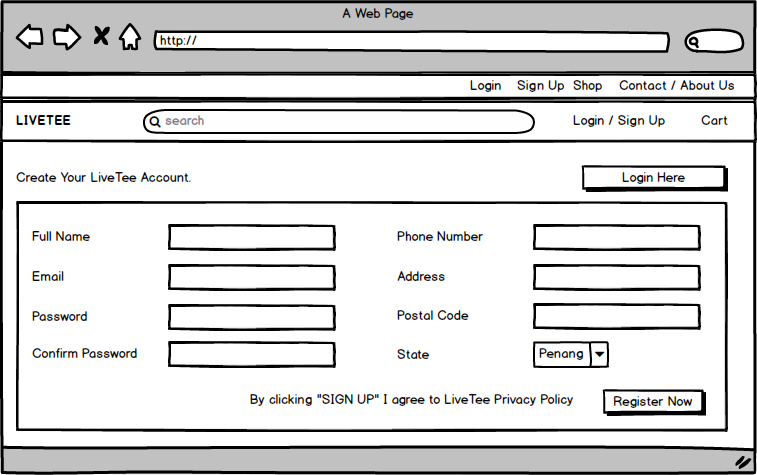 A Web Page
http://
Login Sign Up Shop Contact / About Us
LIVETEE search Login / Sign Up Cart
Create Your LiveTee Account. Login Here
Full Name Phone Number
Email Address
Password Postal Code
Confirm Password State Penang
By clicking "SIGN UP" I agree to LiveTee Privacy Policy Register Now